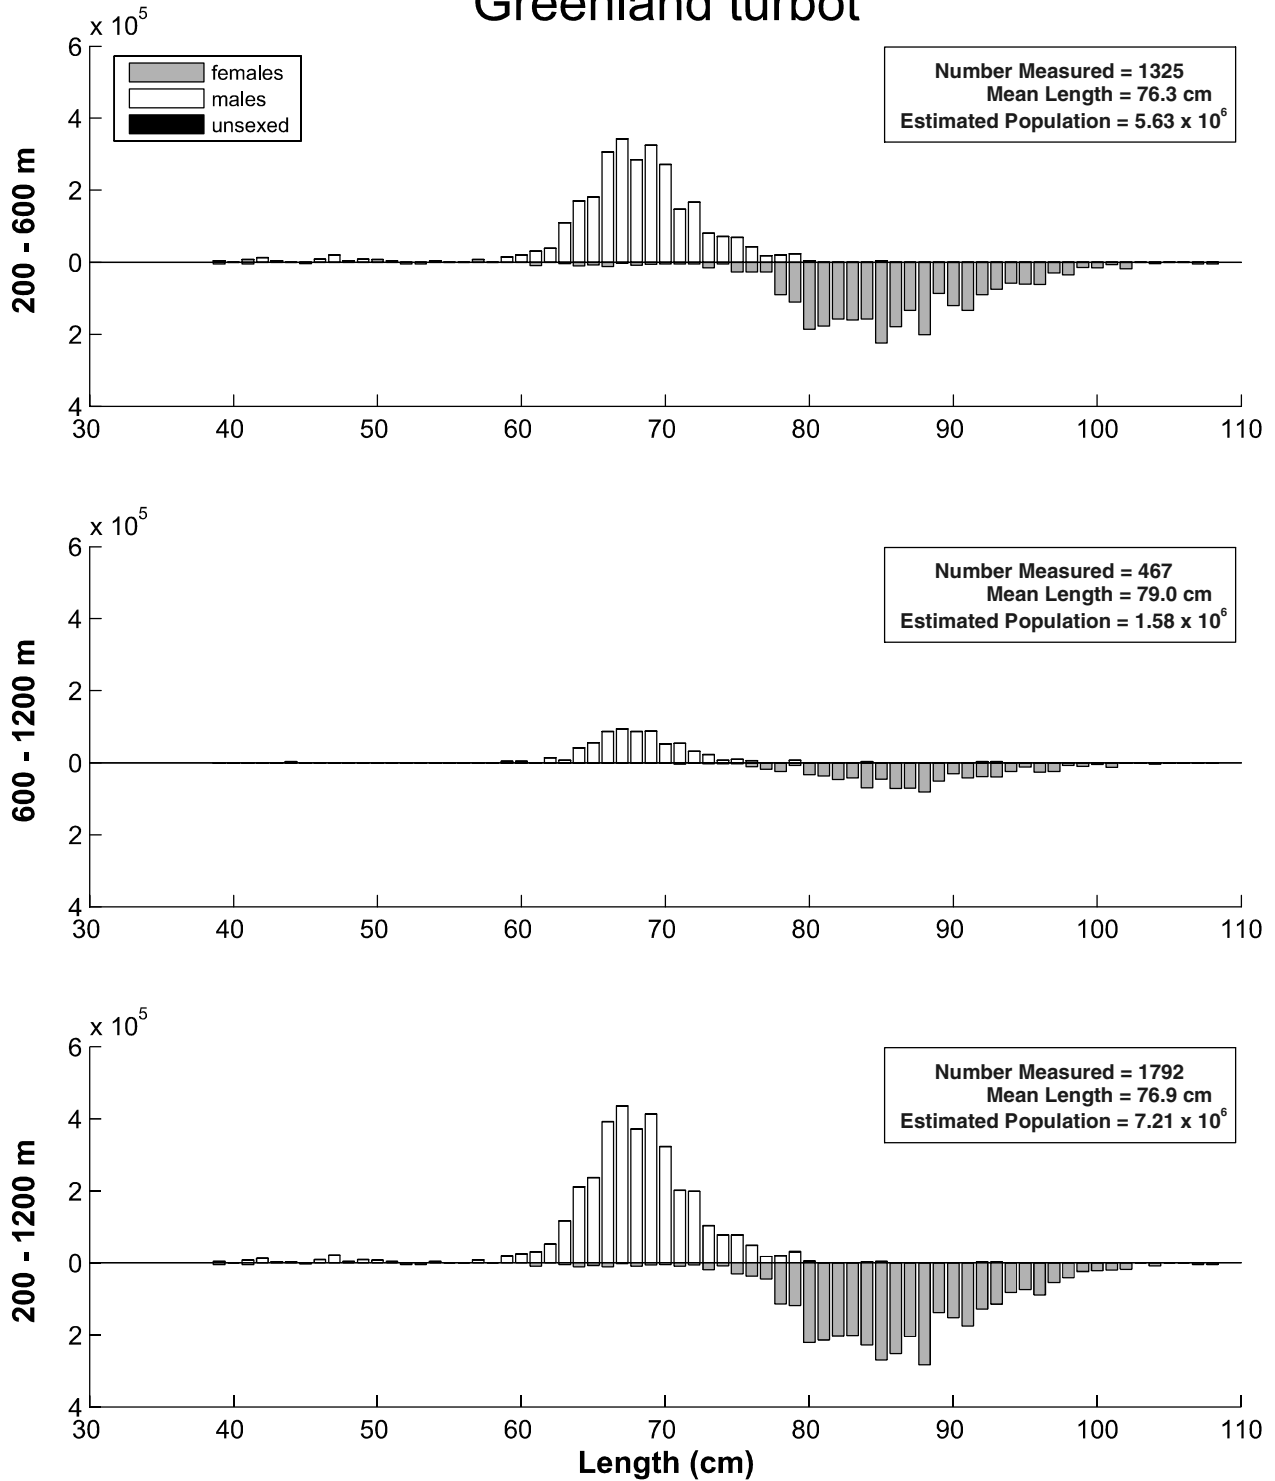 Greenland turbot
x 10^5
6
4
2
0
2
4
females
males
unsexed
Number Measured = 1325
Mean Length = 76.3 cm
Estimated Population = 5.63 x 10^6
200 - 600 m
30 40 50 60 70 80 90 100 110
x 10^5
6
4
2
0
2
4
Number Measured = 467
Mean Length = 79.0 cm
Estimated Population = 1.58 x 10^6
600 - 1200 m
30 40 50 60 70 80 90 100 110
x 10^5
6
4
2
0
2
4
Number Measured = 1792
Mean Length = 76.9 cm
Estimated Population = 7.21 x 10^6
200 - 1200 m
30 40 50 60 70 80 90 100 110
Length (cm)